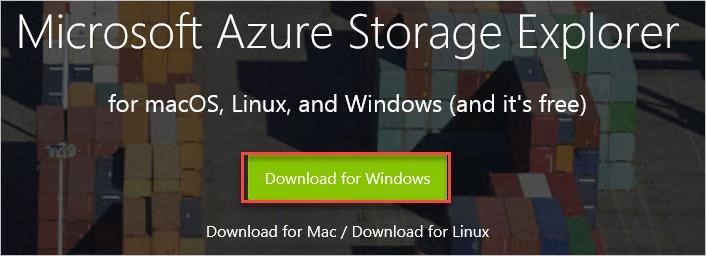 Microsoft Azure Storage Explorer
for macOS, Linux, and Windows (and it's free)
Download for Windows
Download for Mac / Download for Linux